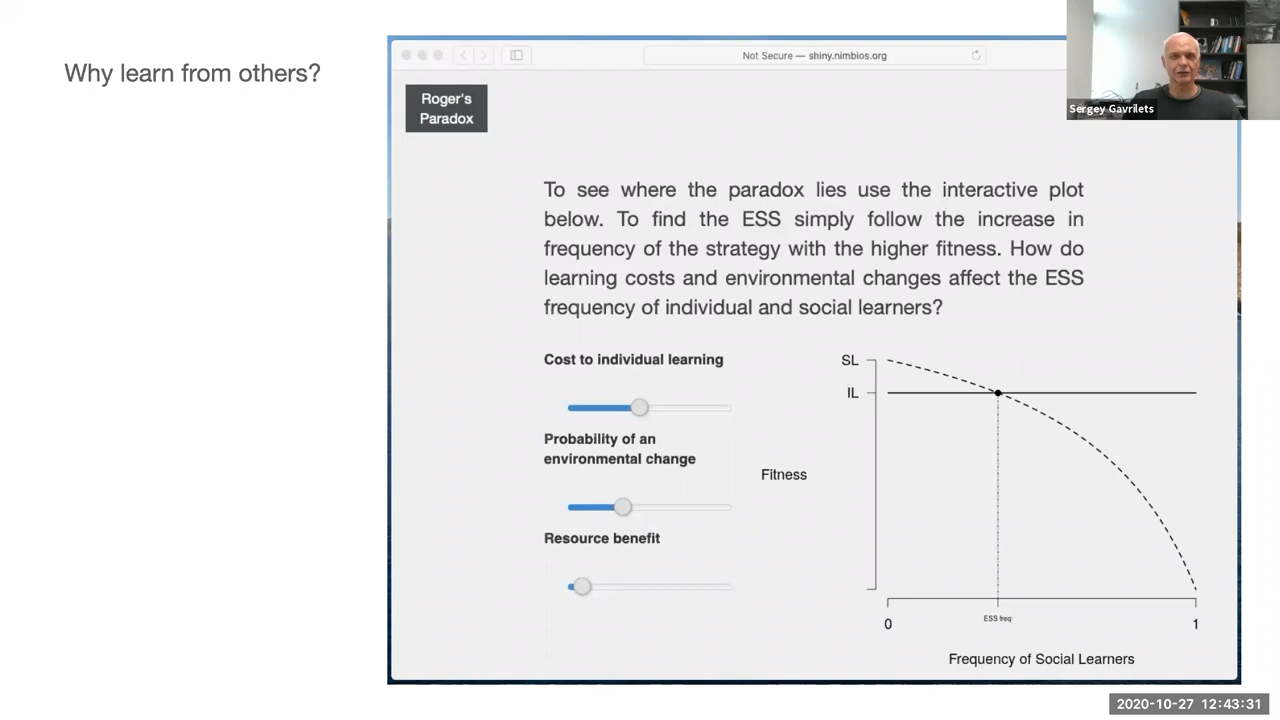 Why learn from others?
Not Secure — shiny.nimbios.org
Sergey Gavrilets
Roger's
Paradox
To see where the paradox lies use the interactive plot
below. To find the ESS simply follow the increase in
frequency of the strategy with the higher fitness. How do
learning costs and environmental changes affect the ESS
frequency of individual and social learners?
Cost to individual learning
Probability of an
environmental change
Resource benefit
SL
IL
Fitness
ESS freq
0
1
Frequency of Social Learners
2020-10-27 12:43:31